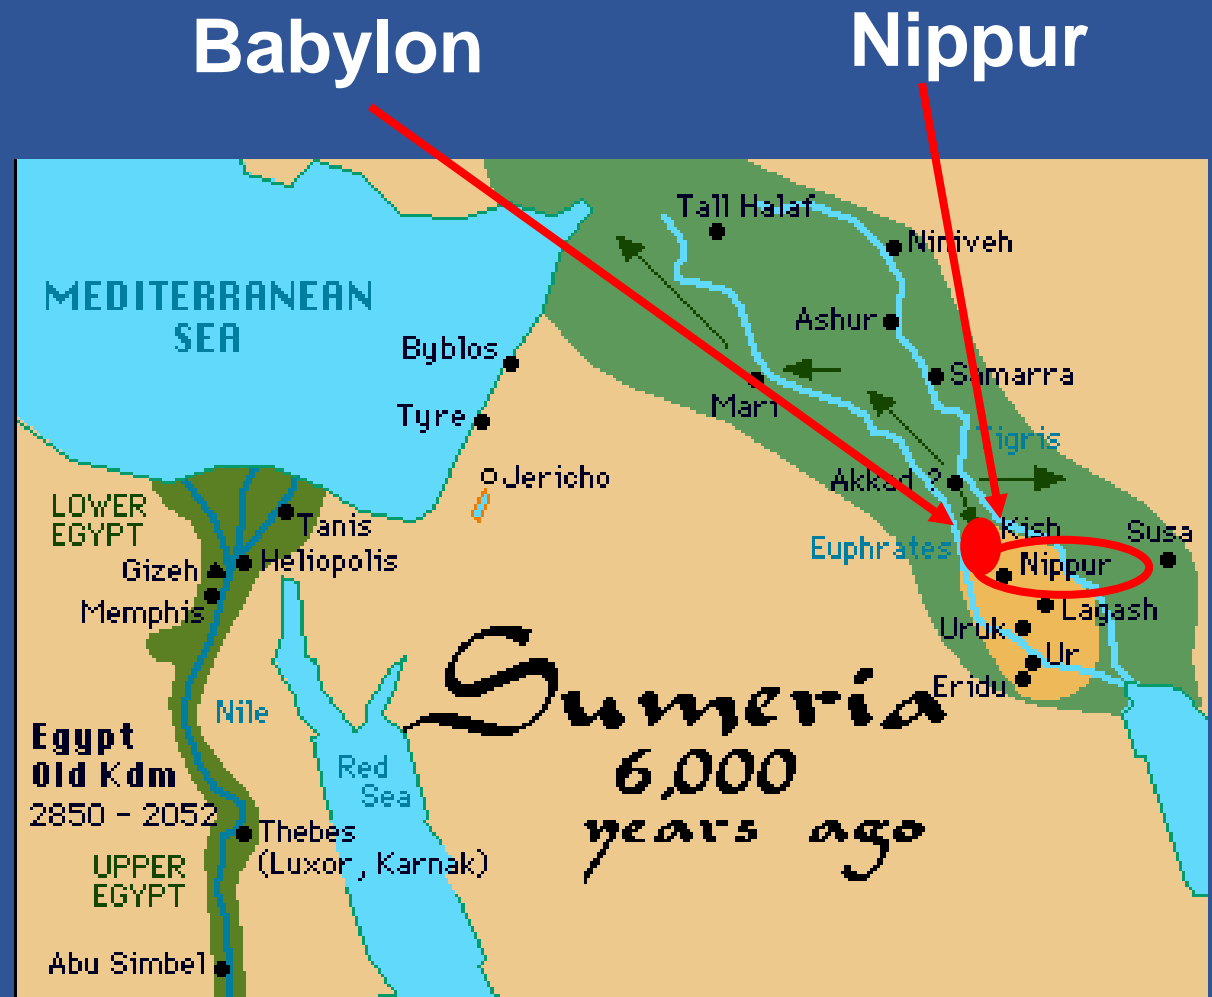 Babylon
Nippur
Tall Halaf
Niniveh
MEDITERRANEAN
SEA
Ashur
Byblos
Samarra
Mari
Tyre
Tigris
Jericho
Akkad ?
LOWER
EGYPT
Tanis
Kish
Susa
Euphrates
Heliopolis
Gizeh
Nippur
Memphis
Lagash
Uruk
Ur
Eridu
Sumeria
6,000
years ago
Nile
Egypt
Old Kdm
2850 - 2052
Red
Sea
Thebes
(Luxor, Karnak)
UPPER
EGYPT
Abu Simbel